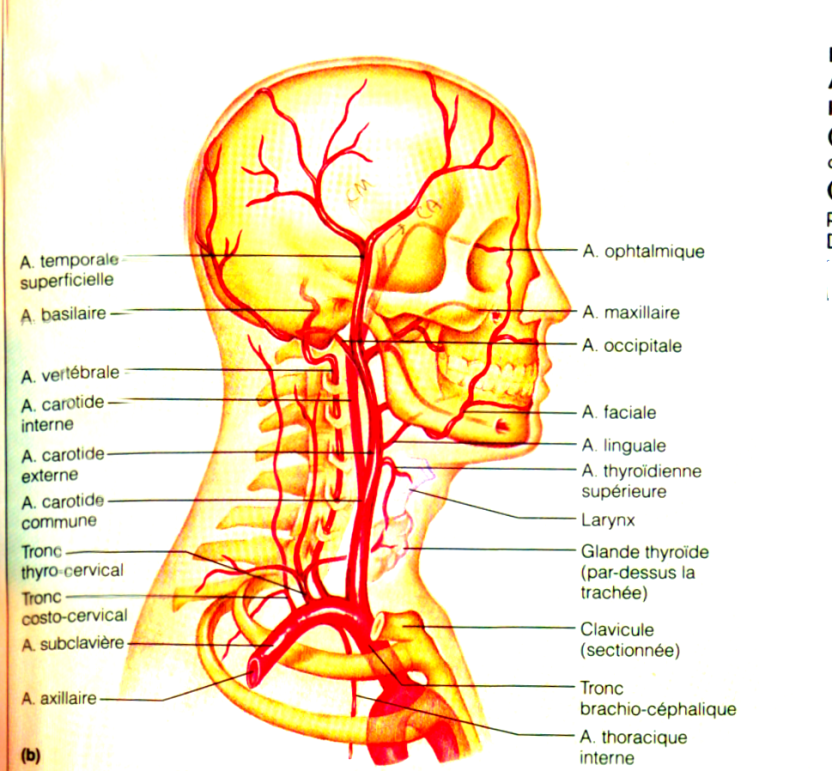 CM
CA
A. temporale
superficielle
A. basilaire
A. vertébrale
A. carotide
interne
A. carotide
externe
A. carotide
commune
Tronc
thyro-cervical
Tronc
costo-cervical
A. subclavière
A. axillaire
(b)
A. ophtalmique
A. maxillaire
A. occipitale
A. faciale
A. linguale
A. thyroïdienne
supérieure
Larynx
Glande thyroïde
(par-dessus la
trachée)
Clavicule
(sectionnée)
Tronc
brachio-céphalique
A. thoracique
interne